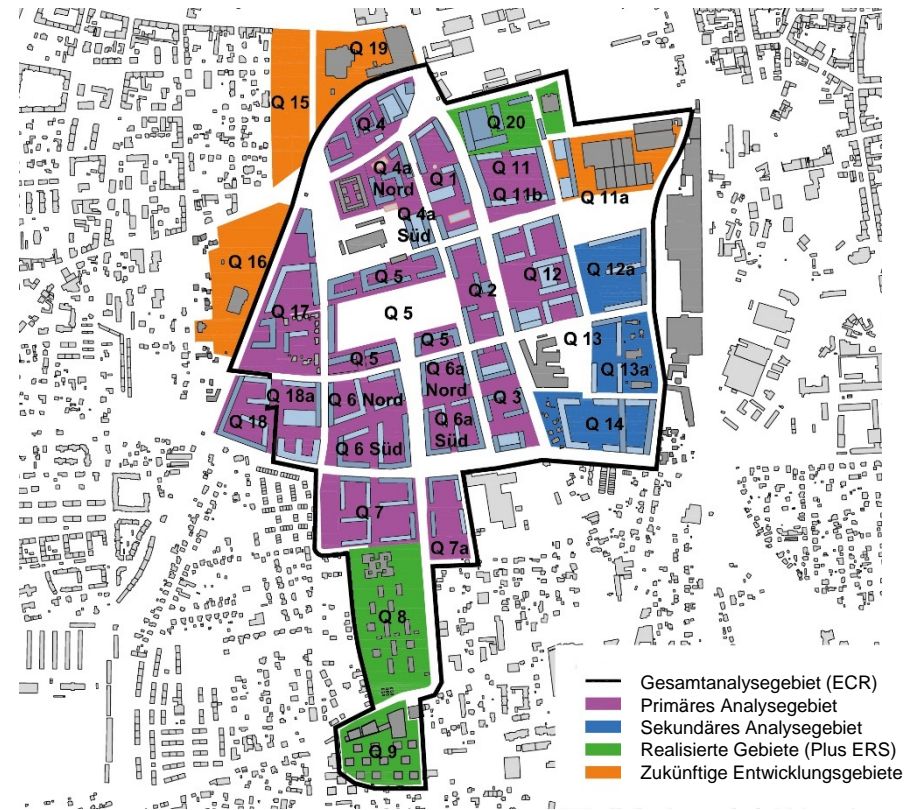 Q 19
Q 15
Q 4
Q 20
Q 4a
Nord
Q 1
Q 11
Q 11b
Q 11a
Q 4a
Süd
Q 16
Q 5
Q 2
Q 12
Q 12a
Q 17
Q 5
Q 5
Q 13
Q 5
Q 6a
Nord
Q 13a
Q 18a
Q 6 Nord
Q 3
Q 18
Q 6a
Süd
Q 14
Q 6 Süd
Q 7
Q 7a
Q 8
Q 9
Gesamtanalysegebiet (ECR)
Primäres Analysegebiet
Sekundäres Analysegebiet
Realisierte Gebiete (Plus ERS)
Zukünftige Entwicklungsgebiete